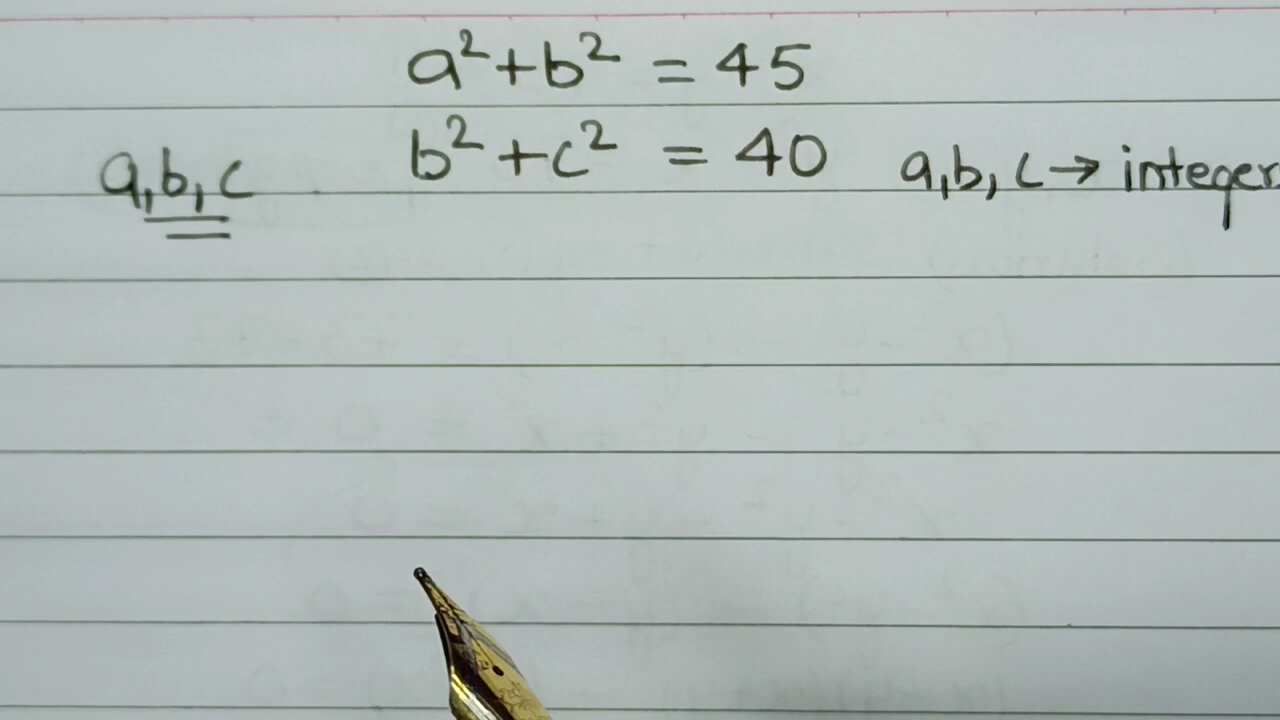 a²+b² = 45
b²+c² = 40
a,b,c → integer
a,b,c